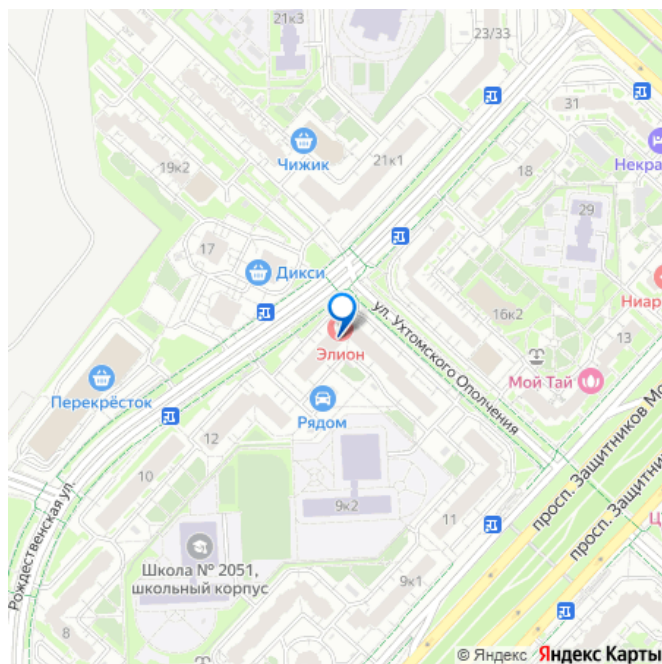 21к3
23/33
31
Чижик
21к1
Некра
19к2
18
29
17
Дикси
Ниар
ул. Ухтомского Ополчения
16к2
13
Элион
Мой Тай
Перекрёсток
Рядом
12
10
просп. Защитников Мо
просп. Защитник
9к2
11
Ц
Рождественская ул.
Школа № 2051,
школьный корпус
9к1
8
© Яндекс Яндекс Карты